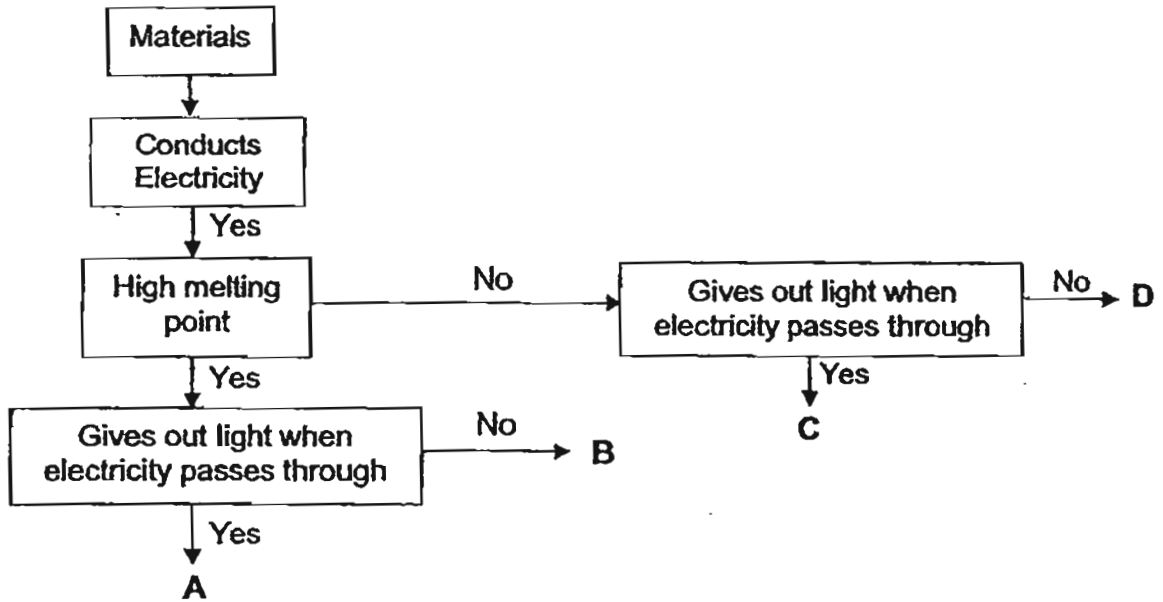 Materials
Conducts
Electricity
Yes
High melting
point
No
Gives out light when
electricity passes through
No
D
Yes
C
Yes
Gives out light when
electricity passes through
No
B
Yes
A